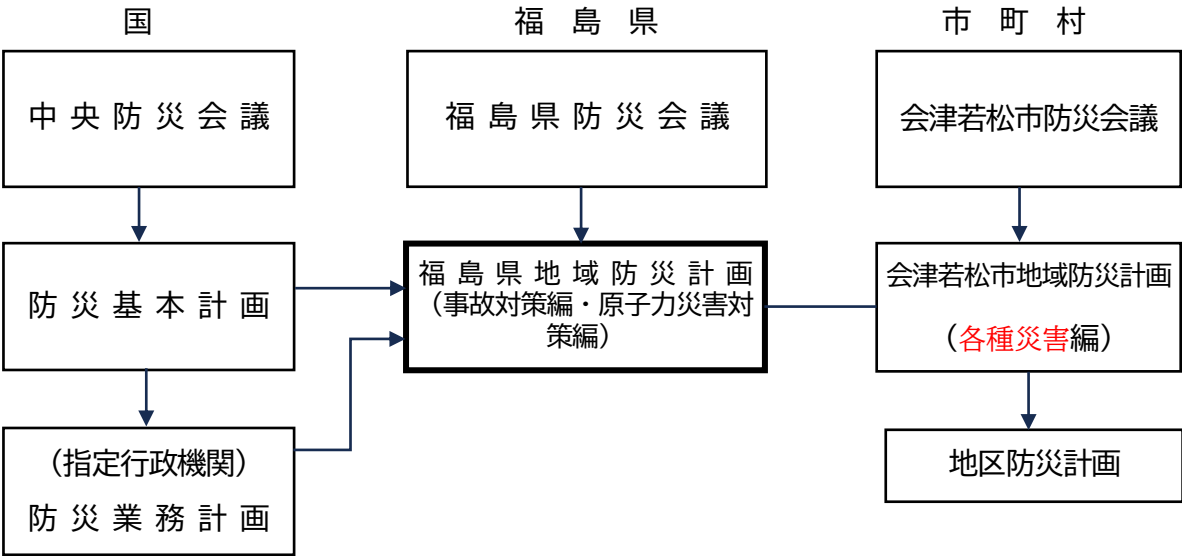 国
福島県
市町村
中央防災会議
福島県防災会議
会津若松市防災会議
防災基本計画
福島県地域防災計画
（事故対策編・原子力災害対
策編）
会津若松市地域防災計画
（各種災害編）
（指定行政機関）
防災業務計画
地区防災計画